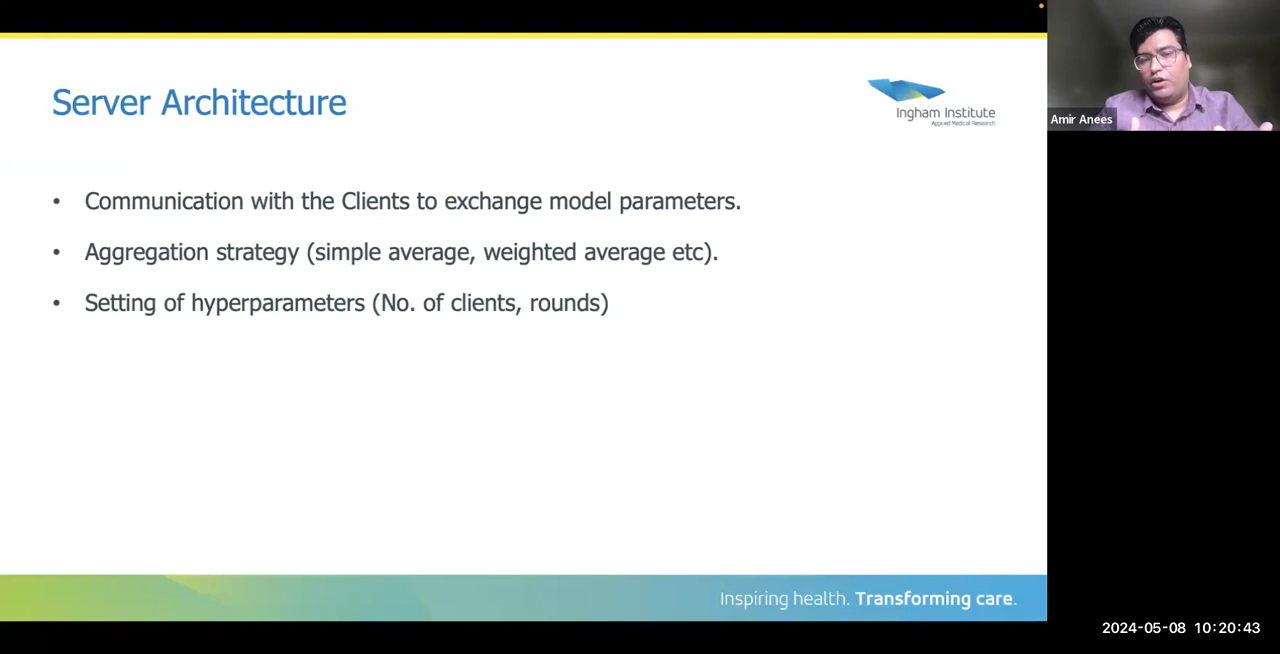 Server Architecture
Ingham Institute
Applied Medical Research
Amir Anees
• Communication with the Clients to exchange model parameters.
• Aggregation strategy (simple average, weighted average etc).
• Setting of hyperparameters (No. of clients, rounds)
Inspiring health. Transforming care.
2024-05-08 10:20:43